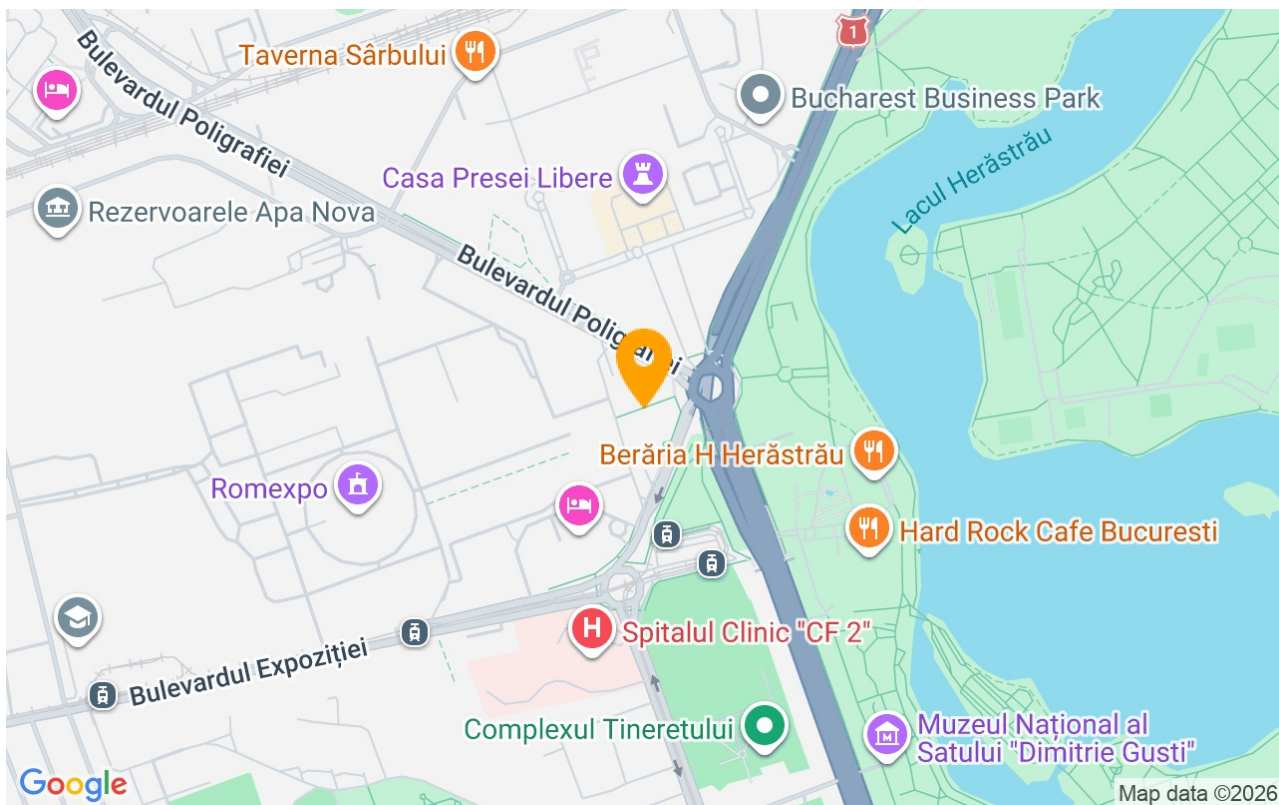 1
Bulevardul Poligrafiei
Taverna Sârbului
Bucharest Business Park
Lacul Herăstrău
Casa Presei Libere
Rezervoarele Apa Nova
Bulevardul Poligrafiei
Berăria H Herăstrău
Romexpo
Hard Rock Cafe Bucuresti
H
Spitalul Clinic "CF 2"
Bulevardul Expoziției
Complexul Tineretului
M
Muzeul Național al
Satului "Dimitrie Gusti"
Google
Map data ©2026